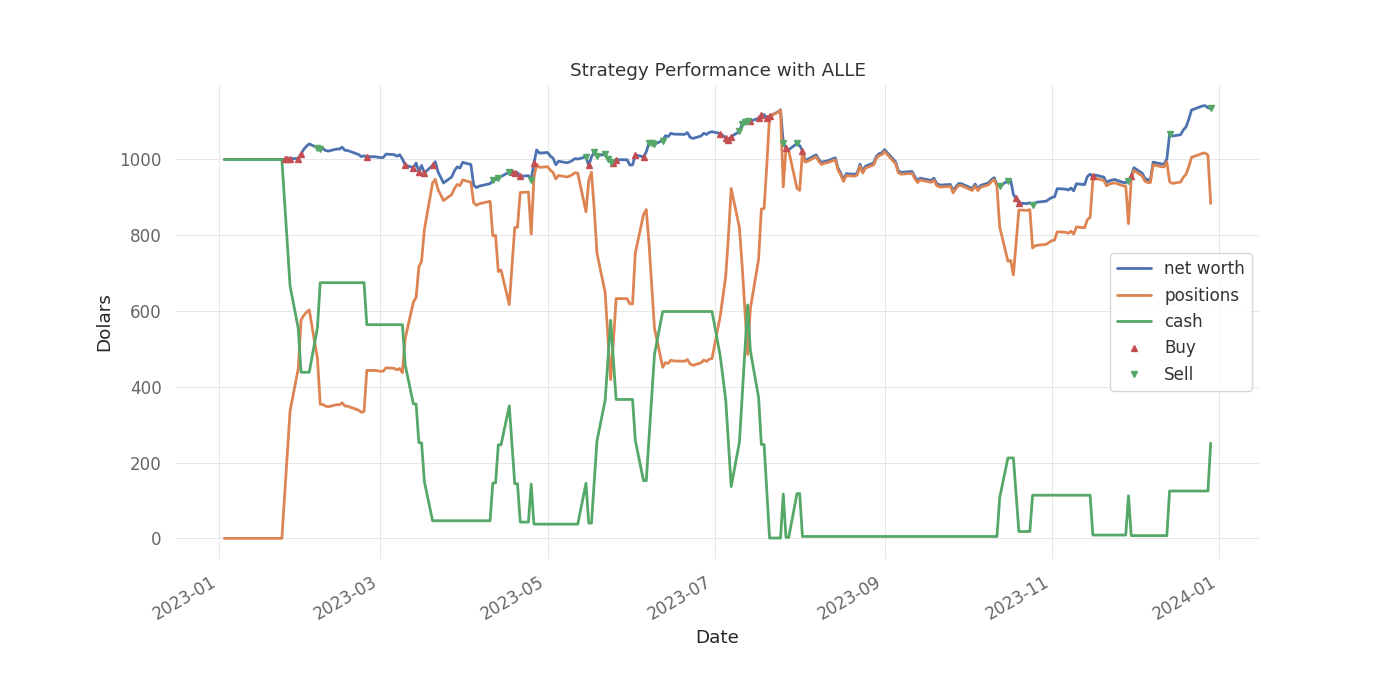 Strategy Performance with ALLE
Dolars
1000
800
600
400
200
0
net worth
positions
cash
Buy
Sell
2023-01
2023-03
2023-05
2023-07
2023-09
2023-11
2024-01
Date